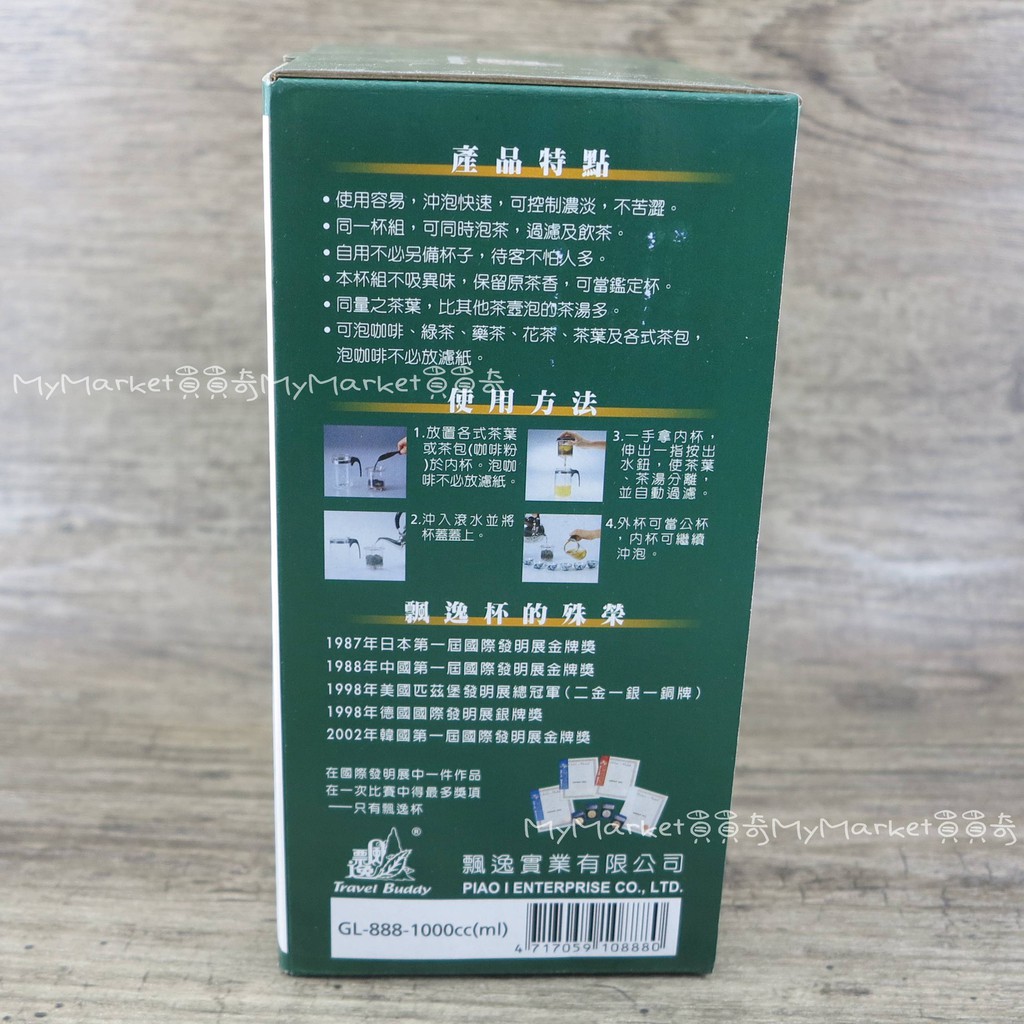 產品特點
• 使用容易，沖泡快速，可控制濃淡，不苦澀。
• 同一杯組，可同時泡茶，過濾及飲茶。
• 自用不必另備杯子，待客不怕人多。
• 本杯組不吸異味，保留原茶香，可當鑑定杯。
• 同量之茶葉，比其他茶壺泡的茶湯多。
• 可泡咖啡、綠茶、藥茶、花茶、茶葉及各式茶包，
泡咖啡不必放濾紙。
MyMarket買買奇MyMarket買買奇
使用方法
1.放置各式茶葉
或茶包(咖啡粉
)於內杯。泡咖
啡不必放濾紙。
2.沖入滾水並將
杯蓋蓋上。
3.一手拿內杯，
伸出一指按出
水鈕，使茶葉
、茶湯分離，
並自動過濾。
4.外杯可當公杯
，內杯可繼續
沖泡。
飄逸杯的殊榮
1987年日本第一屆國際發明展金牌獎
1988年中國第一屆國際發明展金牌獎
1998年美國匹茲堡發明展總冠軍（二金一銀一銅牌）
1998年德國國際發明展銀牌獎
2002年韓國第一屆國際發明展金牌獎
在國際發明展中一件作品
在一次比賽中得最多獎項
——只有飄逸杯
MyMarket買買奇MyMarket買買奇
飄逸
®
Travel Buddy
飄逸實業有限公司
PIAO I ENTERPRISE CO., LTD.
GL-888-1000cc(ml)
4 717059 108880